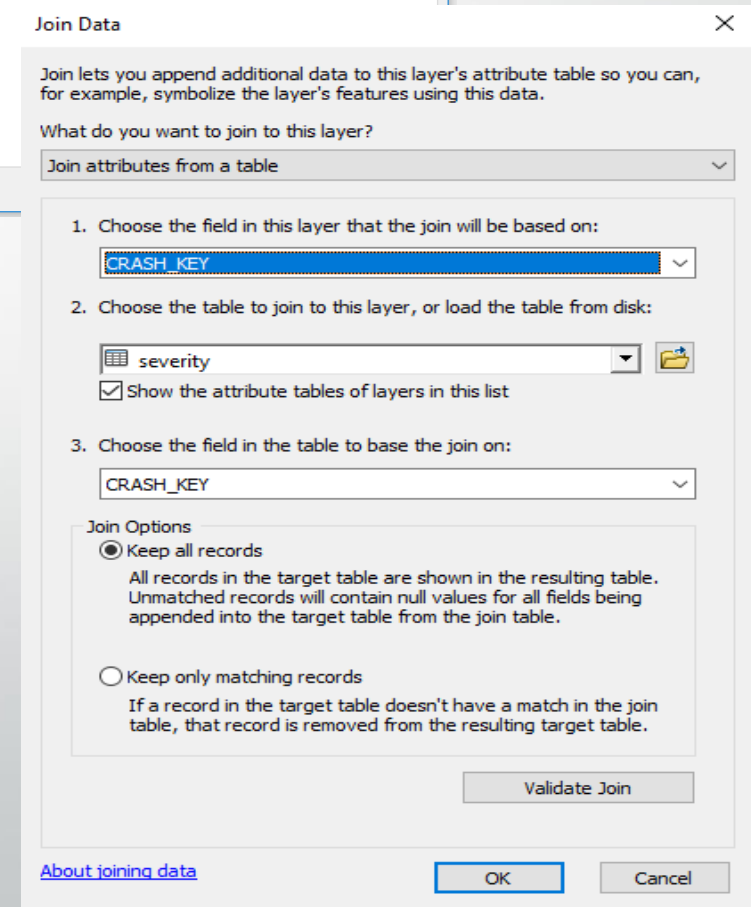 Join Data
Join lets you append additional data to this layer's attribute table so you can,
for example, symbolize the layer's features using this data.
What do you want to join to this layer?
Join attributes from a table
1. Choose the field in this layer that the join will be based on:
CRASH_KEY
2. Choose the table to join to this layer, or load the table from disk:
severity
Show the attribute tables of layers in this list
3. Choose the field in the table to base the join on:
CRASH_KEY
Join Options
Keep all records
All records in the target table are shown in the resulting table.
Unmatched records will contain null values for all fields being
appended into the target table from the join table.
Keep only matching records
If a record in the target table doesn't have a match in the join
table, that record is removed from the resulting target table.
Validate Join
About joining data
OK
Cancel